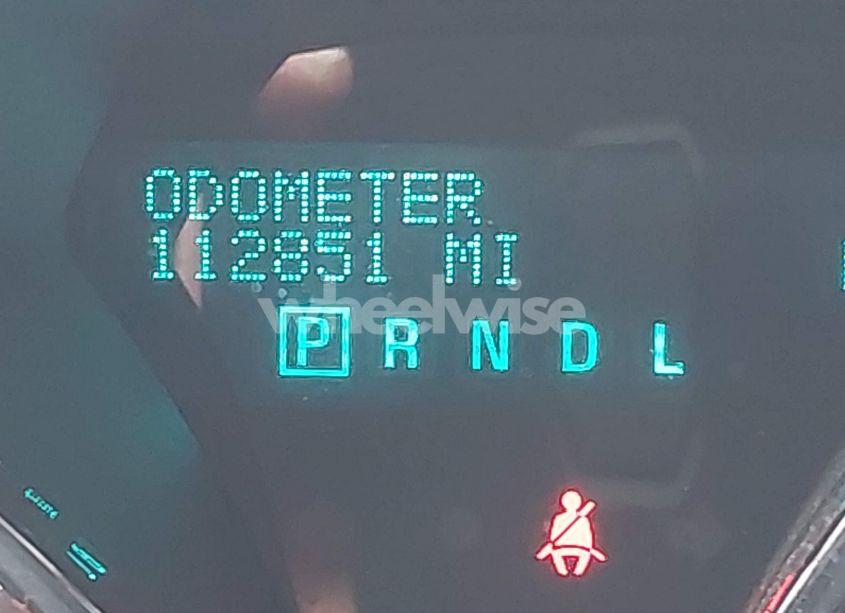 ODOMETER
112851 MI
wheelwise
P R N D L